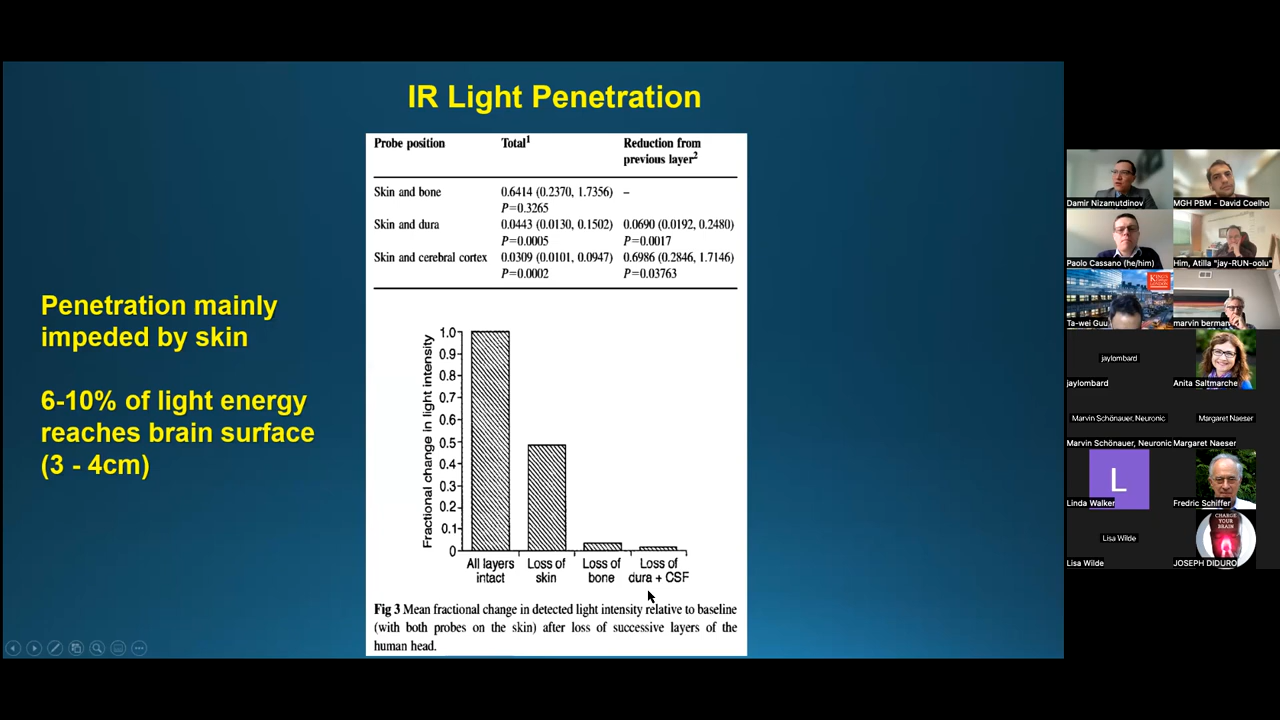 IR Light Penetration
Probe position Total1 Reduction from
previous layer2
Skin and bone 0.6414 (0.2370, 1.7356) –
P=0.3265
Skin and dura 0.0443 (0.0130, 0.1502) 0.0690 (0.0192, 0.2480)
P=0.0005 P=0.0017
Skin and cerebral cortex 0.0309 (0.0101, 0.0947) 0.6986 (0.2846, 1.7146)
P=0.0002 P=0.03763
Penetration mainly
impeded by skin
6-10% of light energy
reaches brain surface
(3 - 4cm)
Fractional change in light intensity
1.0
0.9
0.8
0.7
0.6
0.5
0.4
0.3
0.2
0.1
0
All layers
intact
Loss of
skin
Loss of
bone
Loss of
dura + CSF
Fig 3 Mean fractional change in detected light intensity relative to baseline
(with both probes on the skin) after loss of successive layers of the
human head.
Damir Nizamutdinov
MGH PBM - David Coelho
Paolo Cassano (he/him)
Him, Atilla "jay-RUN-oolu"
KING'S
LONDON
Ta-wei Guu
marvin berman
jaylombard
jaylombard
Anita Saltmarche
Marvin Schönauer, Neuronic
Margaret Naeser
Marvin Schönauer, Neuronic
Margaret Naeser
L
Linda Walker
Fredric Schiffer
Lisa Wilde
Lisa Wilde
CHANGE
YOUR
BRAIN
JOSEPH DIDURO